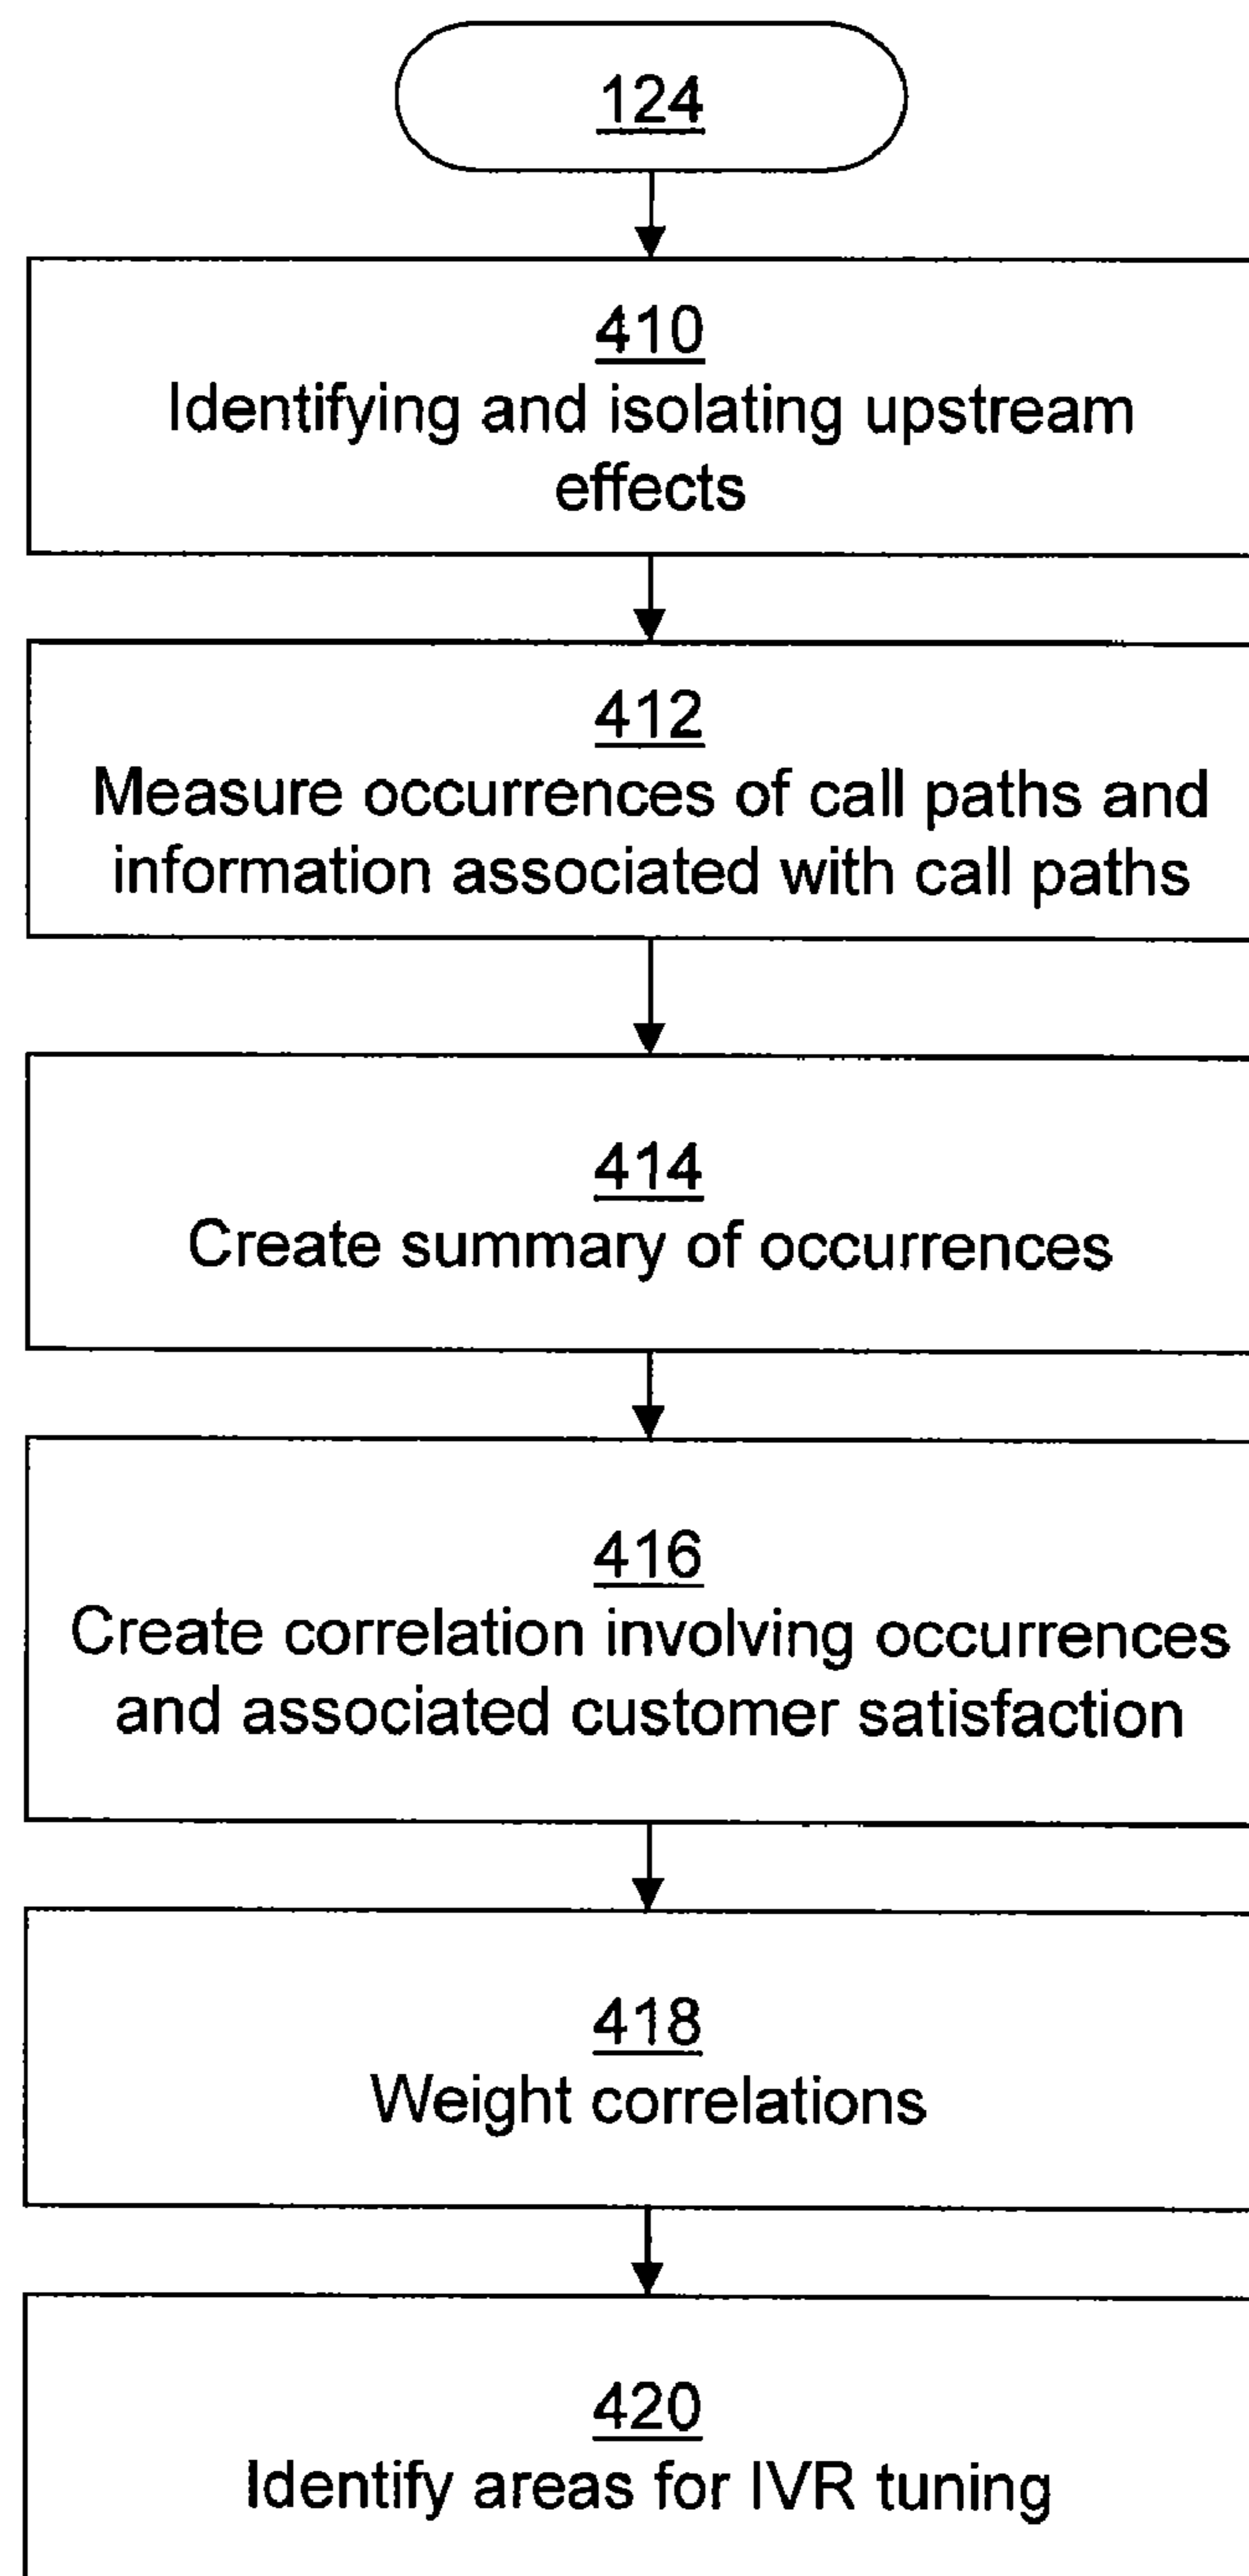 124
410
Identifying and isolating upstream
effects
412
Measure occurrences of call paths and
information associated with call paths
414
Create summary of occurrences
416
Create correlation involving occurrences
and associated customer satisfaction
418
Weight correlations
420
Identify areas for IVR tuning